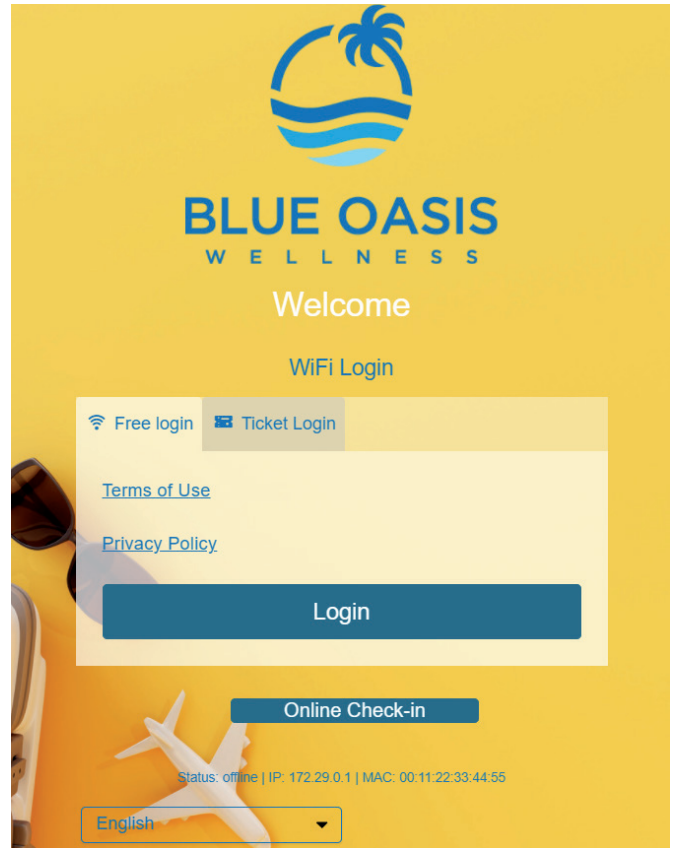 BLUE OASIS
WELLNESS
Welcome
WiFi Login
Free login Ticket Login
Terms of Use
Privacy Policy
Login
Online Check-in
Status: offline | IP: 172.29.0.1 | MAC: 00:11:22:33:44:55
English